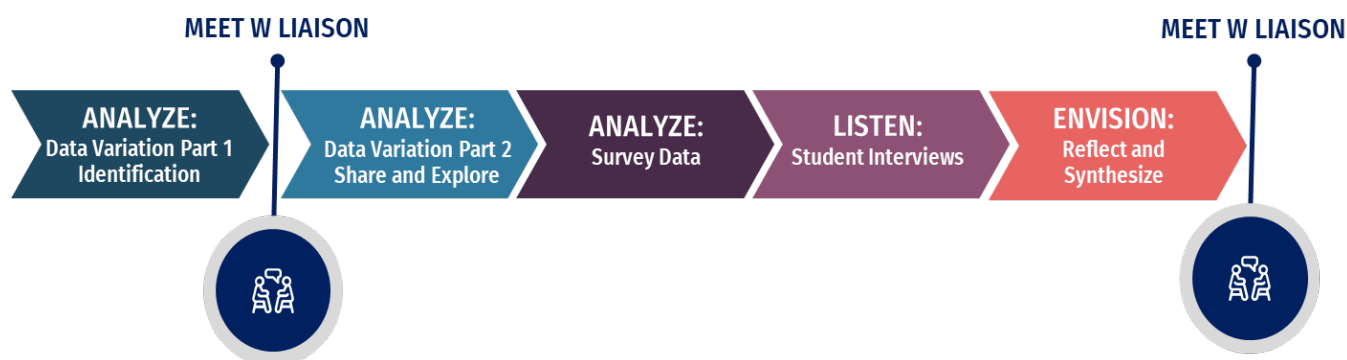 MEET W LIAISON
MEET W LIAISON
ANALYZE:
Data Variation Part 1
Identification
ANALYZE:
Data Variation Part 2
Share and Explore
ANALYZE:
Survey Data
LISTEN:
Student Interviews
ENVISION:
Reflect and
Synthesize